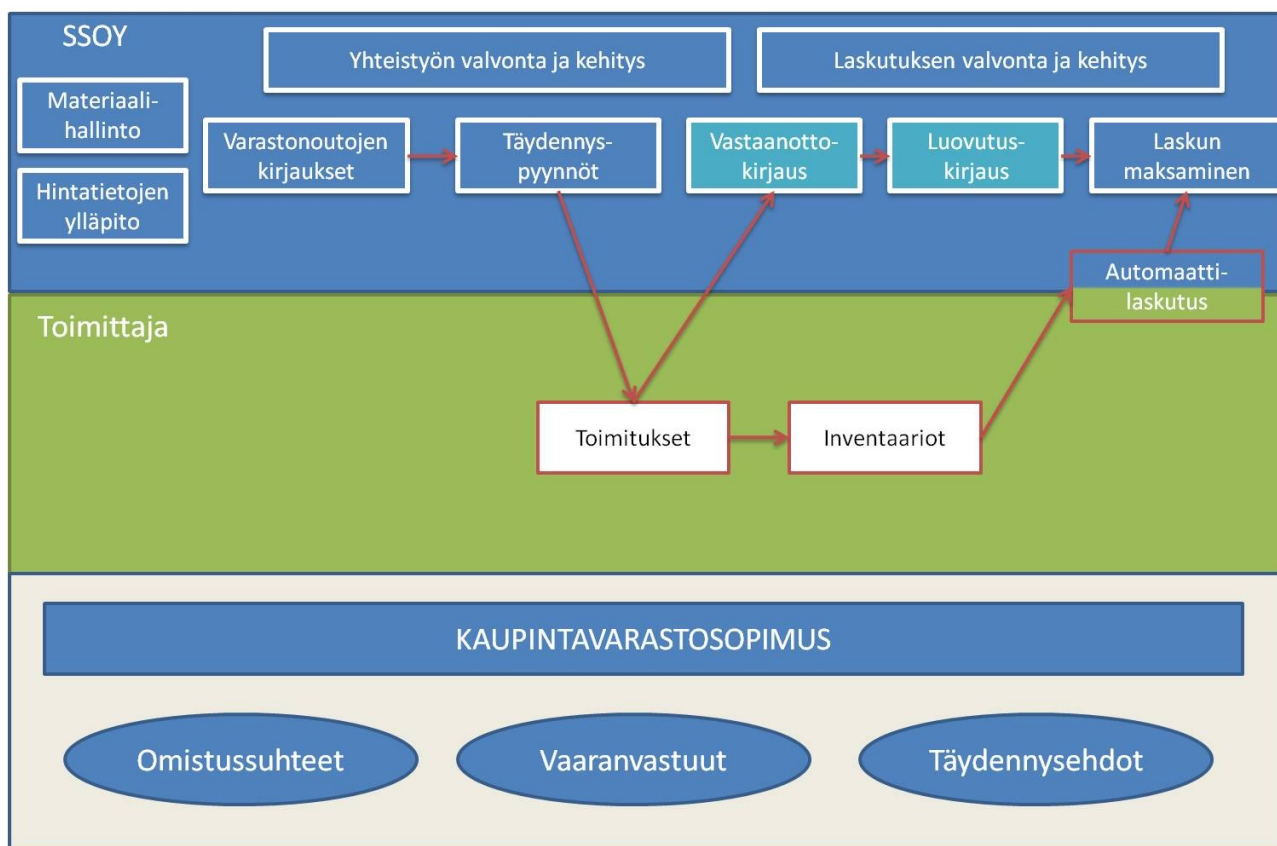 SSOY
Yhteistyön valvonta ja kehitys
Laskutuksen valvonta ja kehitys
Materiaali-
hallinto
Hintatietojen
ylläpito
Varastonoutojen
kirjaukset
Täydennys-
pyynnöt
Vastaanotto-
kirjaus
Luovutus-
kirjaus
Laskun
maksaminen
Automaatti-
laskutus
Toimittaja
Toimitukset
Inventaariot
KAUPINTAVARASTOSOPIMUS
Omistussuhteet
Vaaranvastuut
Täydennysehdot